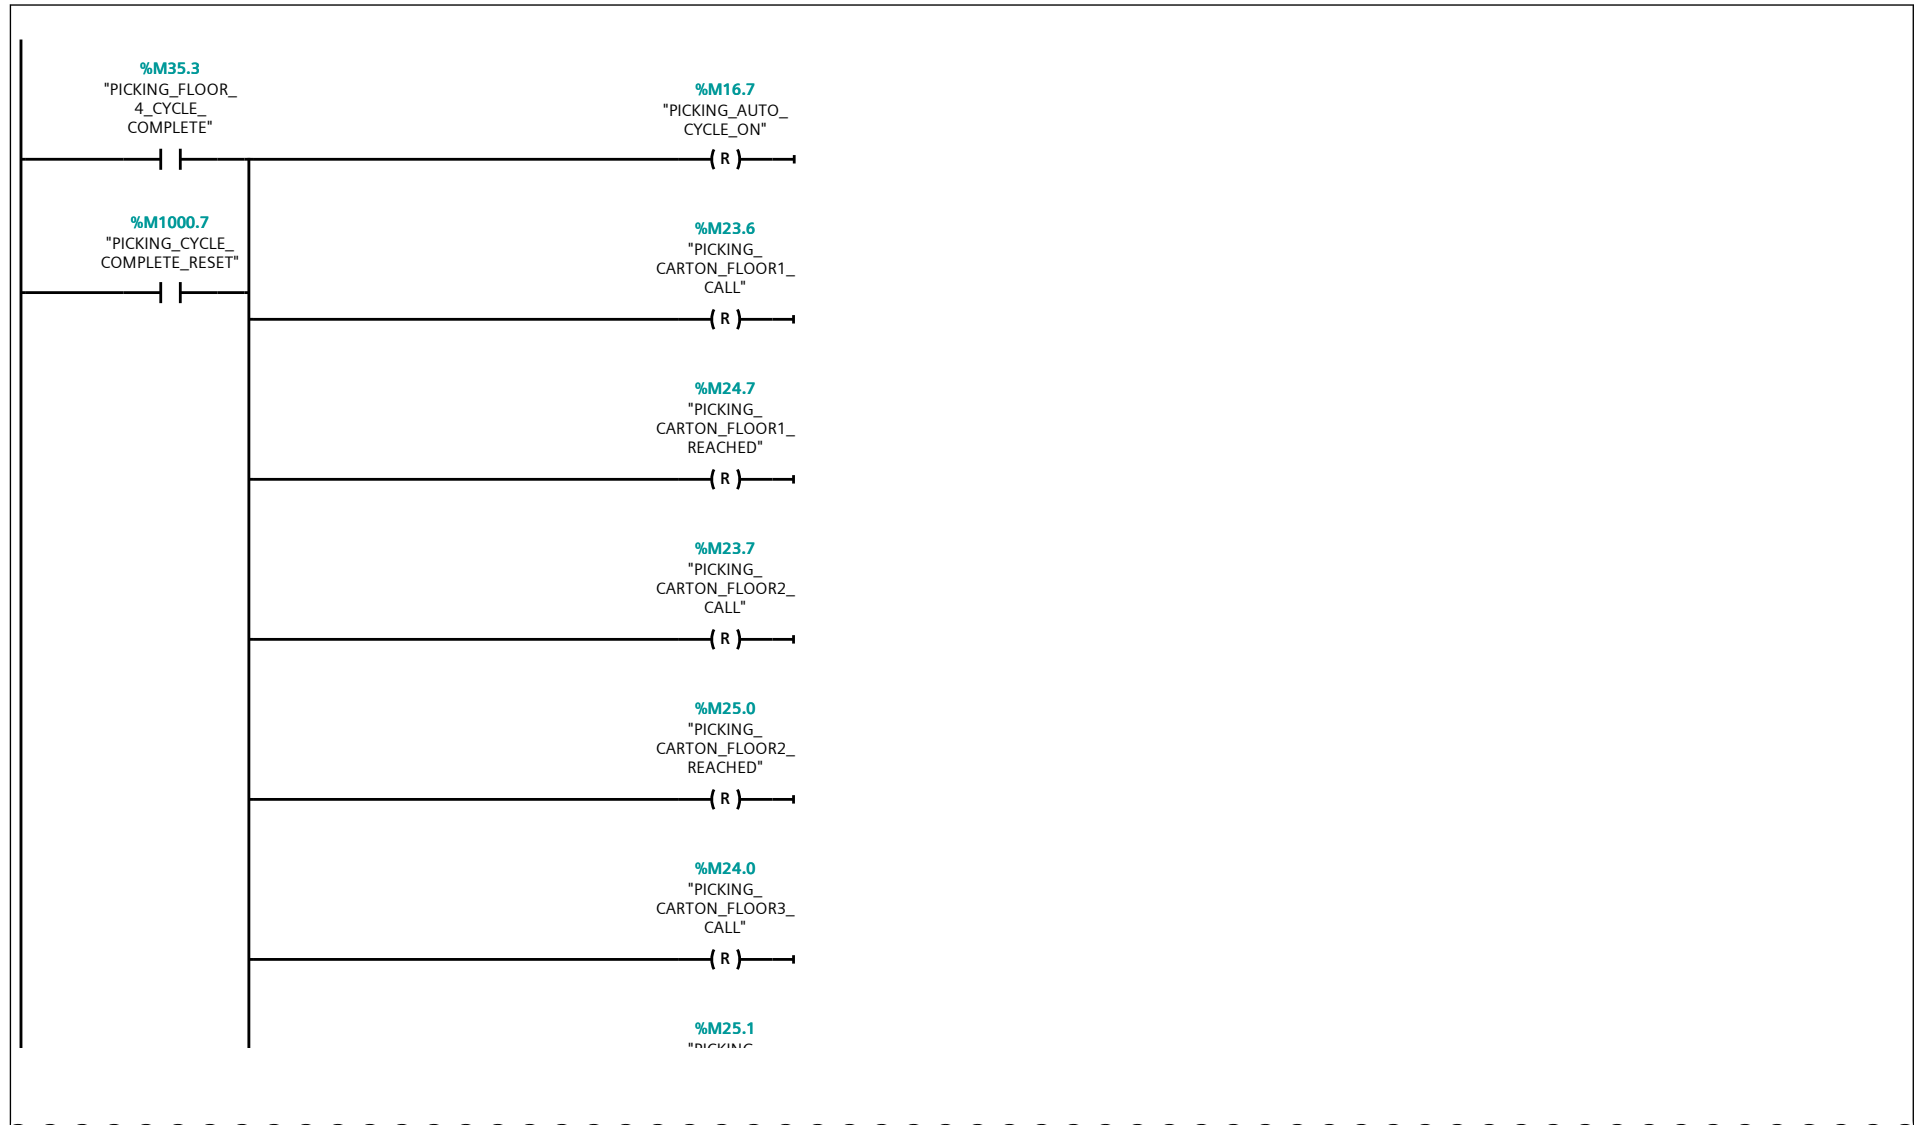 %M35.3
"PICKING_FLOOR_
4_CYCLE_
COMPLETE"
%M16.7
"PICKING_AUTO_
CYCLE_ON"
( R )
%M1000.7
"PICKING_CYCLE_
COMPLETE_RESET"
%M23.6
"PICKING_
CARTON_FLOOR1_
CALL"
( R )
%M24.7
"PICKING_
CARTON_FLOOR1_
REACHED"
( R )
%M23.7
"PICKING_
CARTON_FLOOR2_
CALL"
( R )
%M25.0
"PICKING_
CARTON_FLOOR2_
REACHED"
( R )
%M24.0
"PICKING_
CARTON_FLOOR3_
CALL"
( R )
%M25.1
"PICKING_